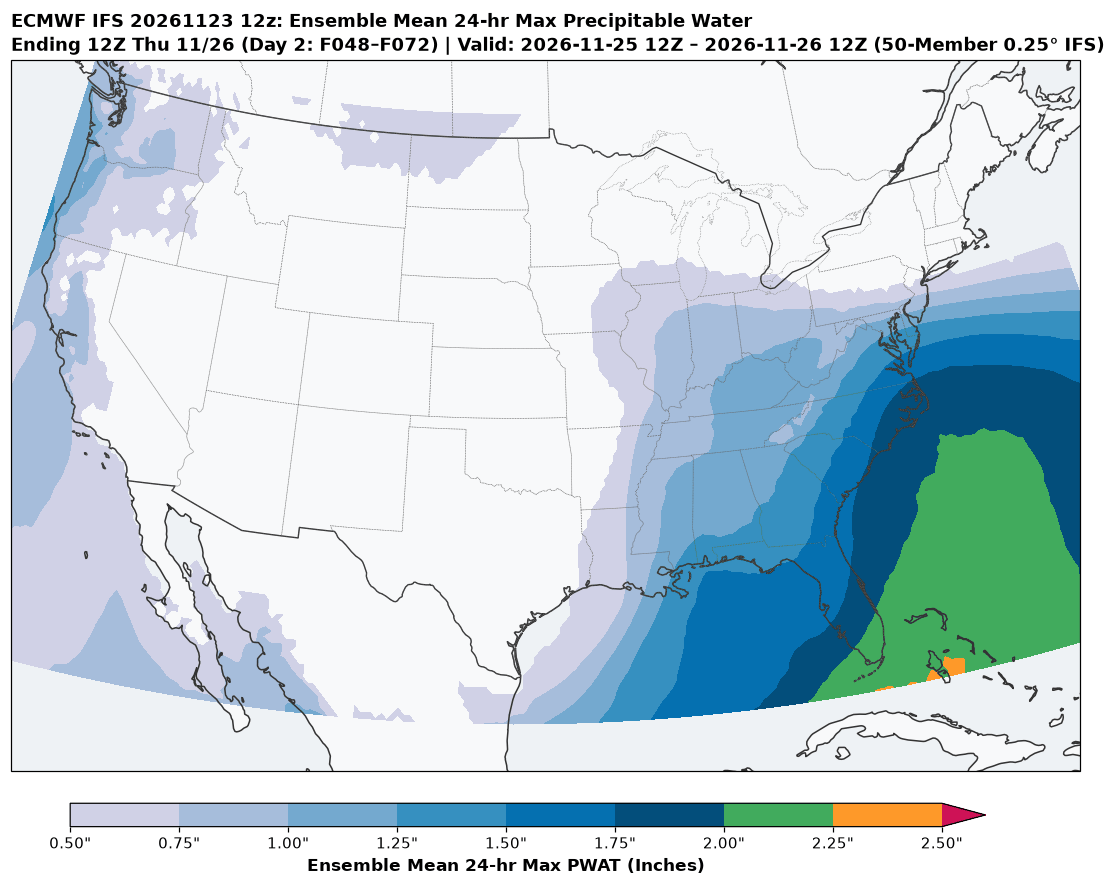 ECMWF IFS 20261123 12z: Ensemble Mean 24-hr Max Precipitable Water
Ending 12Z Thu 11/26 (Day 2: F048–F072) | Valid: 2026-11-25 12Z – 2026-11-26 12Z (50-Member 0.25° IFS)
0.50" 0.75" 1.00" 1.25" 1.50" 1.75" 2.00" 2.25" 2.50"
Ensemble Mean 24-hr Max PWAT (Inches)